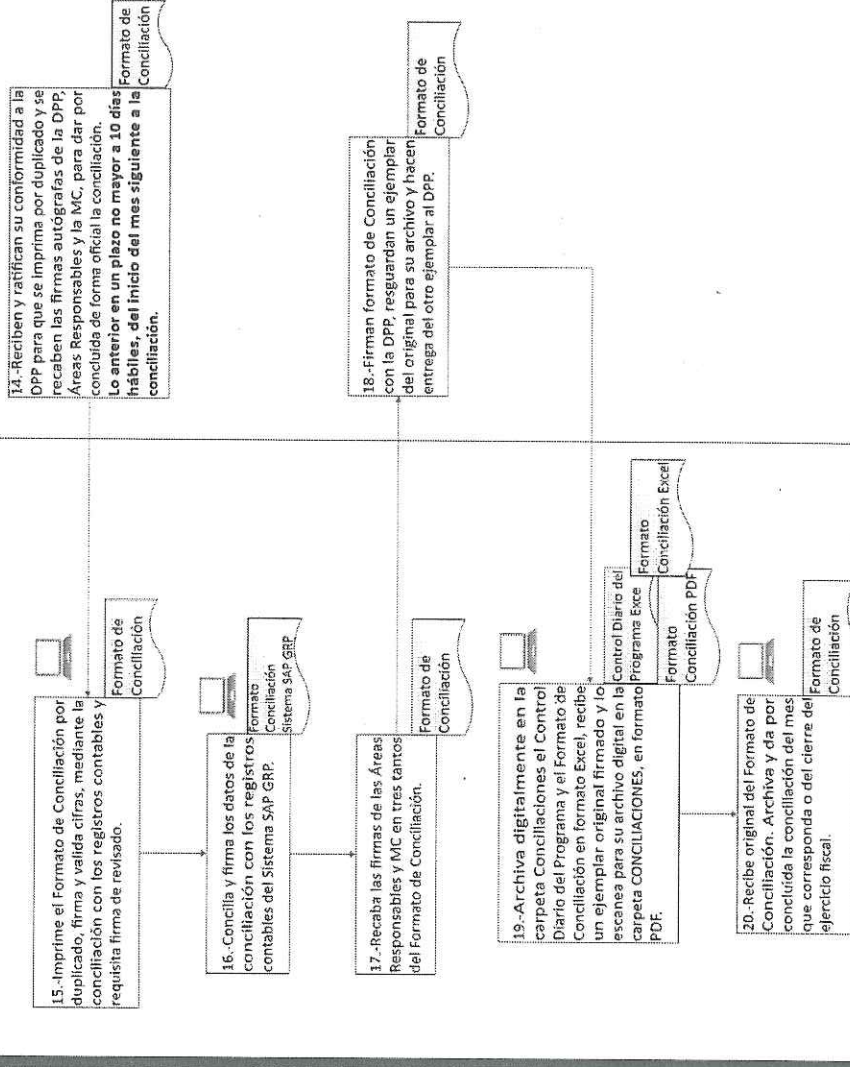 14.-Reciben y ratifican su conformidad a la
DPP para que se imprima por duplicado y se
recaben las firmas autógrafas de la DPP,
Áreas Responsables y la MC, para dar por
concluida de forma oficial la conciliación.
Lo anterior en un plazo no mayor a 10 días
hábiles, del inicio del mes siguiente a la
conciliación.
Formato de
Conciliación
15.-Imprime el Formato de Conciliación por
duplicado, firma y valida cifras, mediante la
conciliación con los registros contables y
requisita firma de revisado.
Formato de
Conciliación
16.-Concilla y firma los datos de la
conciliación con los registros
contables del Sistema SAP GRP.
Formato
Conciliación
Sistema SAP GRP
17.-Recaba las firmas de las Áreas
Responsables y MC en tres tantos
del Formato de Conciliación.
Formato de
Conciliación
18.-Firman formato de Conciliación
con la DPP, resguardan un ejemplar
del original para su archivo y hacen
entrega del otro ejemplar al DPP.
Formato de
Conciliación
19.-Archiva digitalmente en la
carpeta Conciliaciones el Control
Diario del Programa y el Formato de
Conciliación en formato Excel, recibe
un ejemplar original firmado y lo
escanea para su archivo digital en la
carpeta CONCILIACIONES, en formato
PDF.
Control Diario del
Programa Exce
Formato
Conciliación Excel
Formato
Conciliación PDF
20.-Recibe original del Formato de
Conciliación. Archiva y da por
concluida la conciliación del mes
que corresponda o del cierre del
ejercicio fiscal.
Formato de
Conciliación